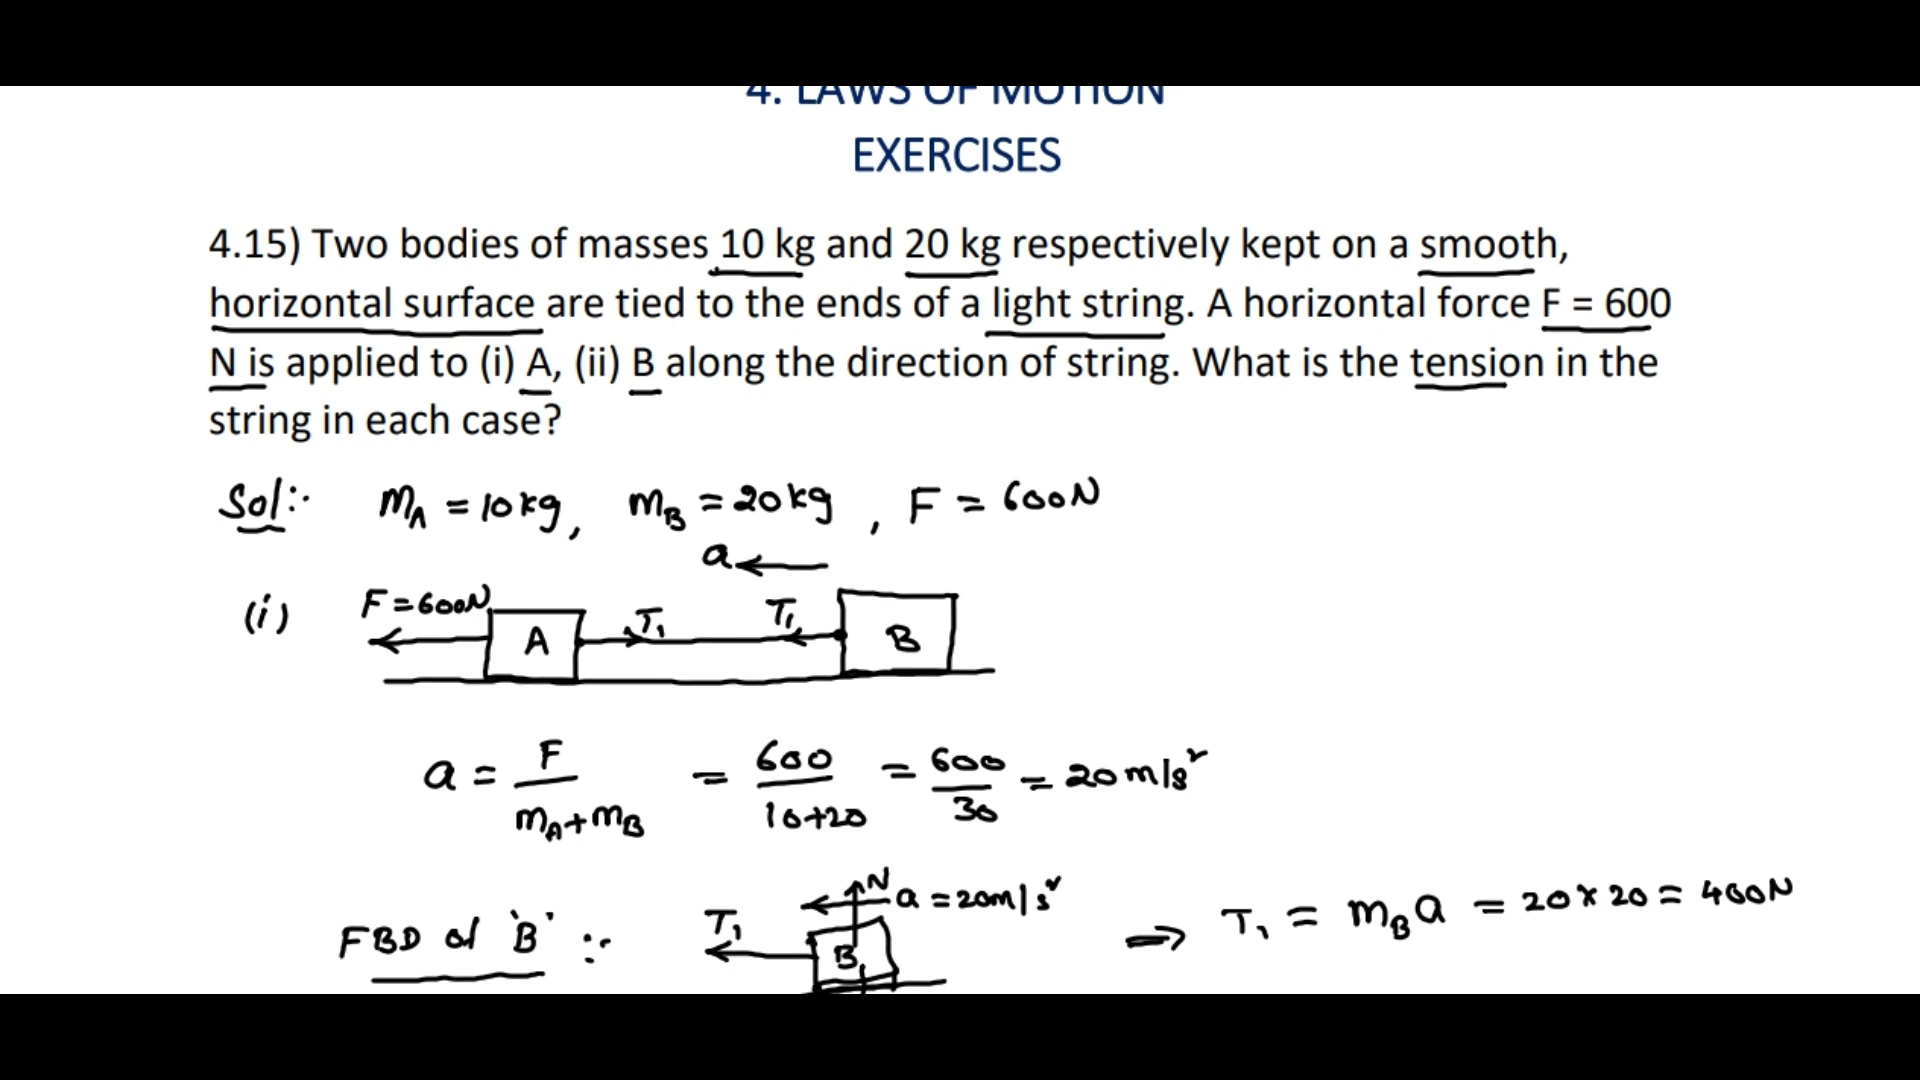 4. LAWS OF MOTION
EXERCISES
4.15) Two bodies of masses 10 kg and 20 kg respectively kept on a smooth,
horizontal surface are tied to the ends of a light string. A horizontal force F = 600
N is applied to (i) A, (ii) B along the direction of string. What is the tension in the
string in each case?
Sol:- mA = 10kg, mB = 20kg, F = 600N
a
(i) F = 600N A T₁ T₁ B
a = F/(mA+mB) = 600/(10+20) = 600/30 = 20m/s²
FBD of 'B' :- T₁ B N a = 20m/s² ⇒ T₁ = mBa = 20×20 = 400N